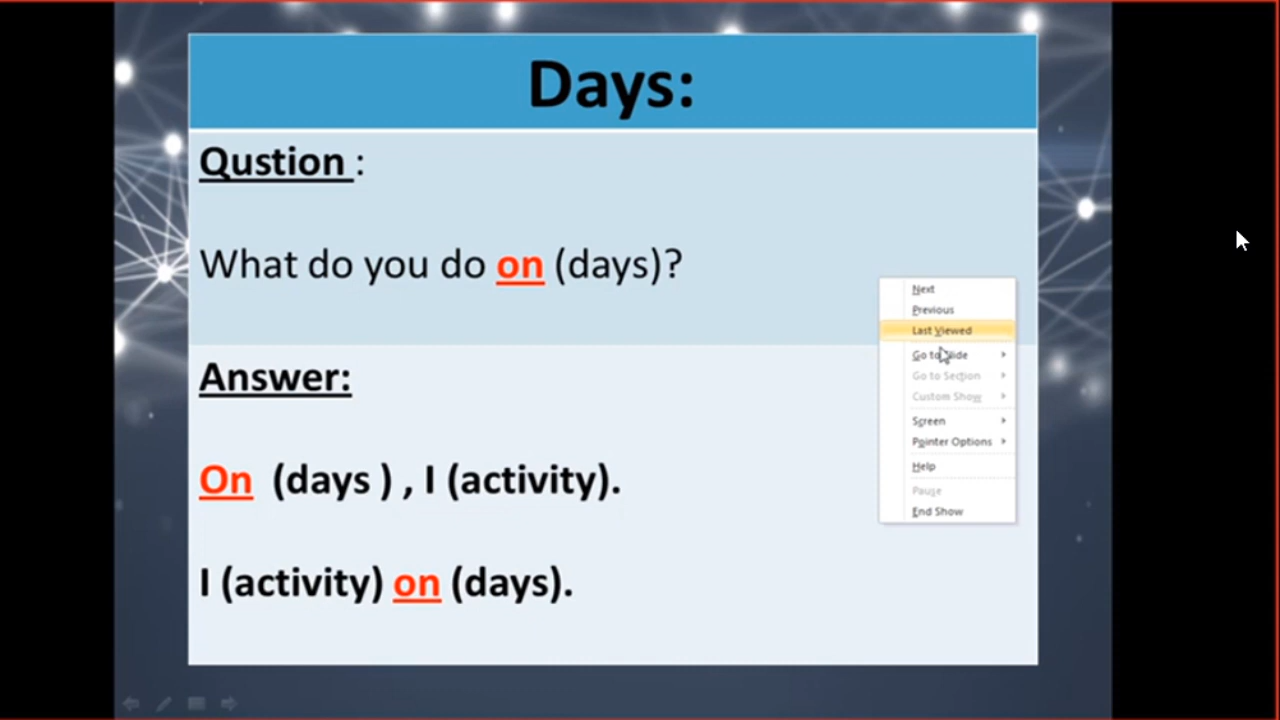 Days:
Qustion :
What do you do on (days)?
Answer:
On (days ) , I (activity).
I (activity) on (days).
Next
Previous
Last Viewed
Go to Slide
Go to Section
Custom Show
Screen
Pointer Options
Help
Pause
End Show